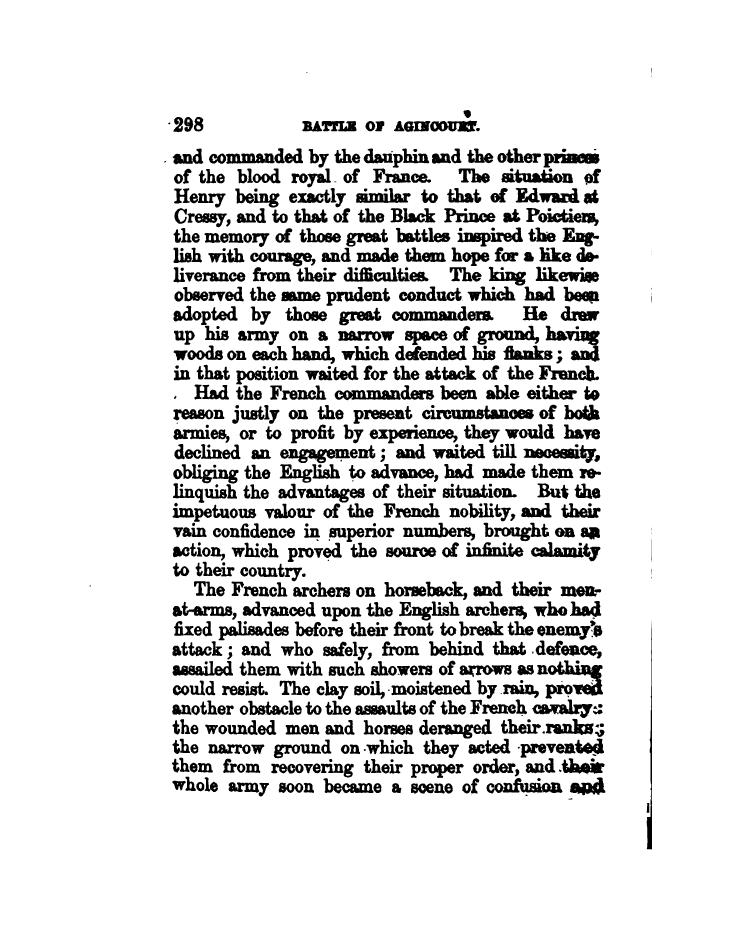 298 BATTLE OF AGINCOURT.
and commanded by the dauphin and the other princes
of the blood royal of France. The situation of
Henry being exactly similar to that of Edward at
Cressy, and to that of the Black Prince at Poictiers,
the memory of those great battles inspired the Eng-
lish with courage, and made them hope for a like de-
liverance from their difficulties. The king likewise
observed the same prudent conduct which had been
adopted by those great commanders. He drew
up his army on a narrow space of ground, having
woods on each hand, which defended his flanks; and
in that position waited for the attack of the French.
Had the French commanders been able either to
reason justly on the present circumstances of both
armies, or to profit by experience, they would have
declined an engagement; and waited till necessity,
obliging the English to advance, had made them re-
linquish the advantages of their situation. But the
impetuous valour of the French nobility, and their
vain confidence in superior numbers, brought on an
action, which proved the source of infinite calamity
to their country.
The French archers on horseback, and their men-
at-arms, advanced upon the English archers, who had
fixed palisades before their front to break the enemy's
attack; and who safely, from behind that defence,
assailed them with such showers of arrows as nothing
could resist. The clay soil, moistened by rain, proved
another obstacle to the assaults of the French cavalry:
the wounded men and horses deranged their ranks;
the narrow ground on which they acted prevented
them from recovering their proper order, and their
whole army soon became a scene of confusion and